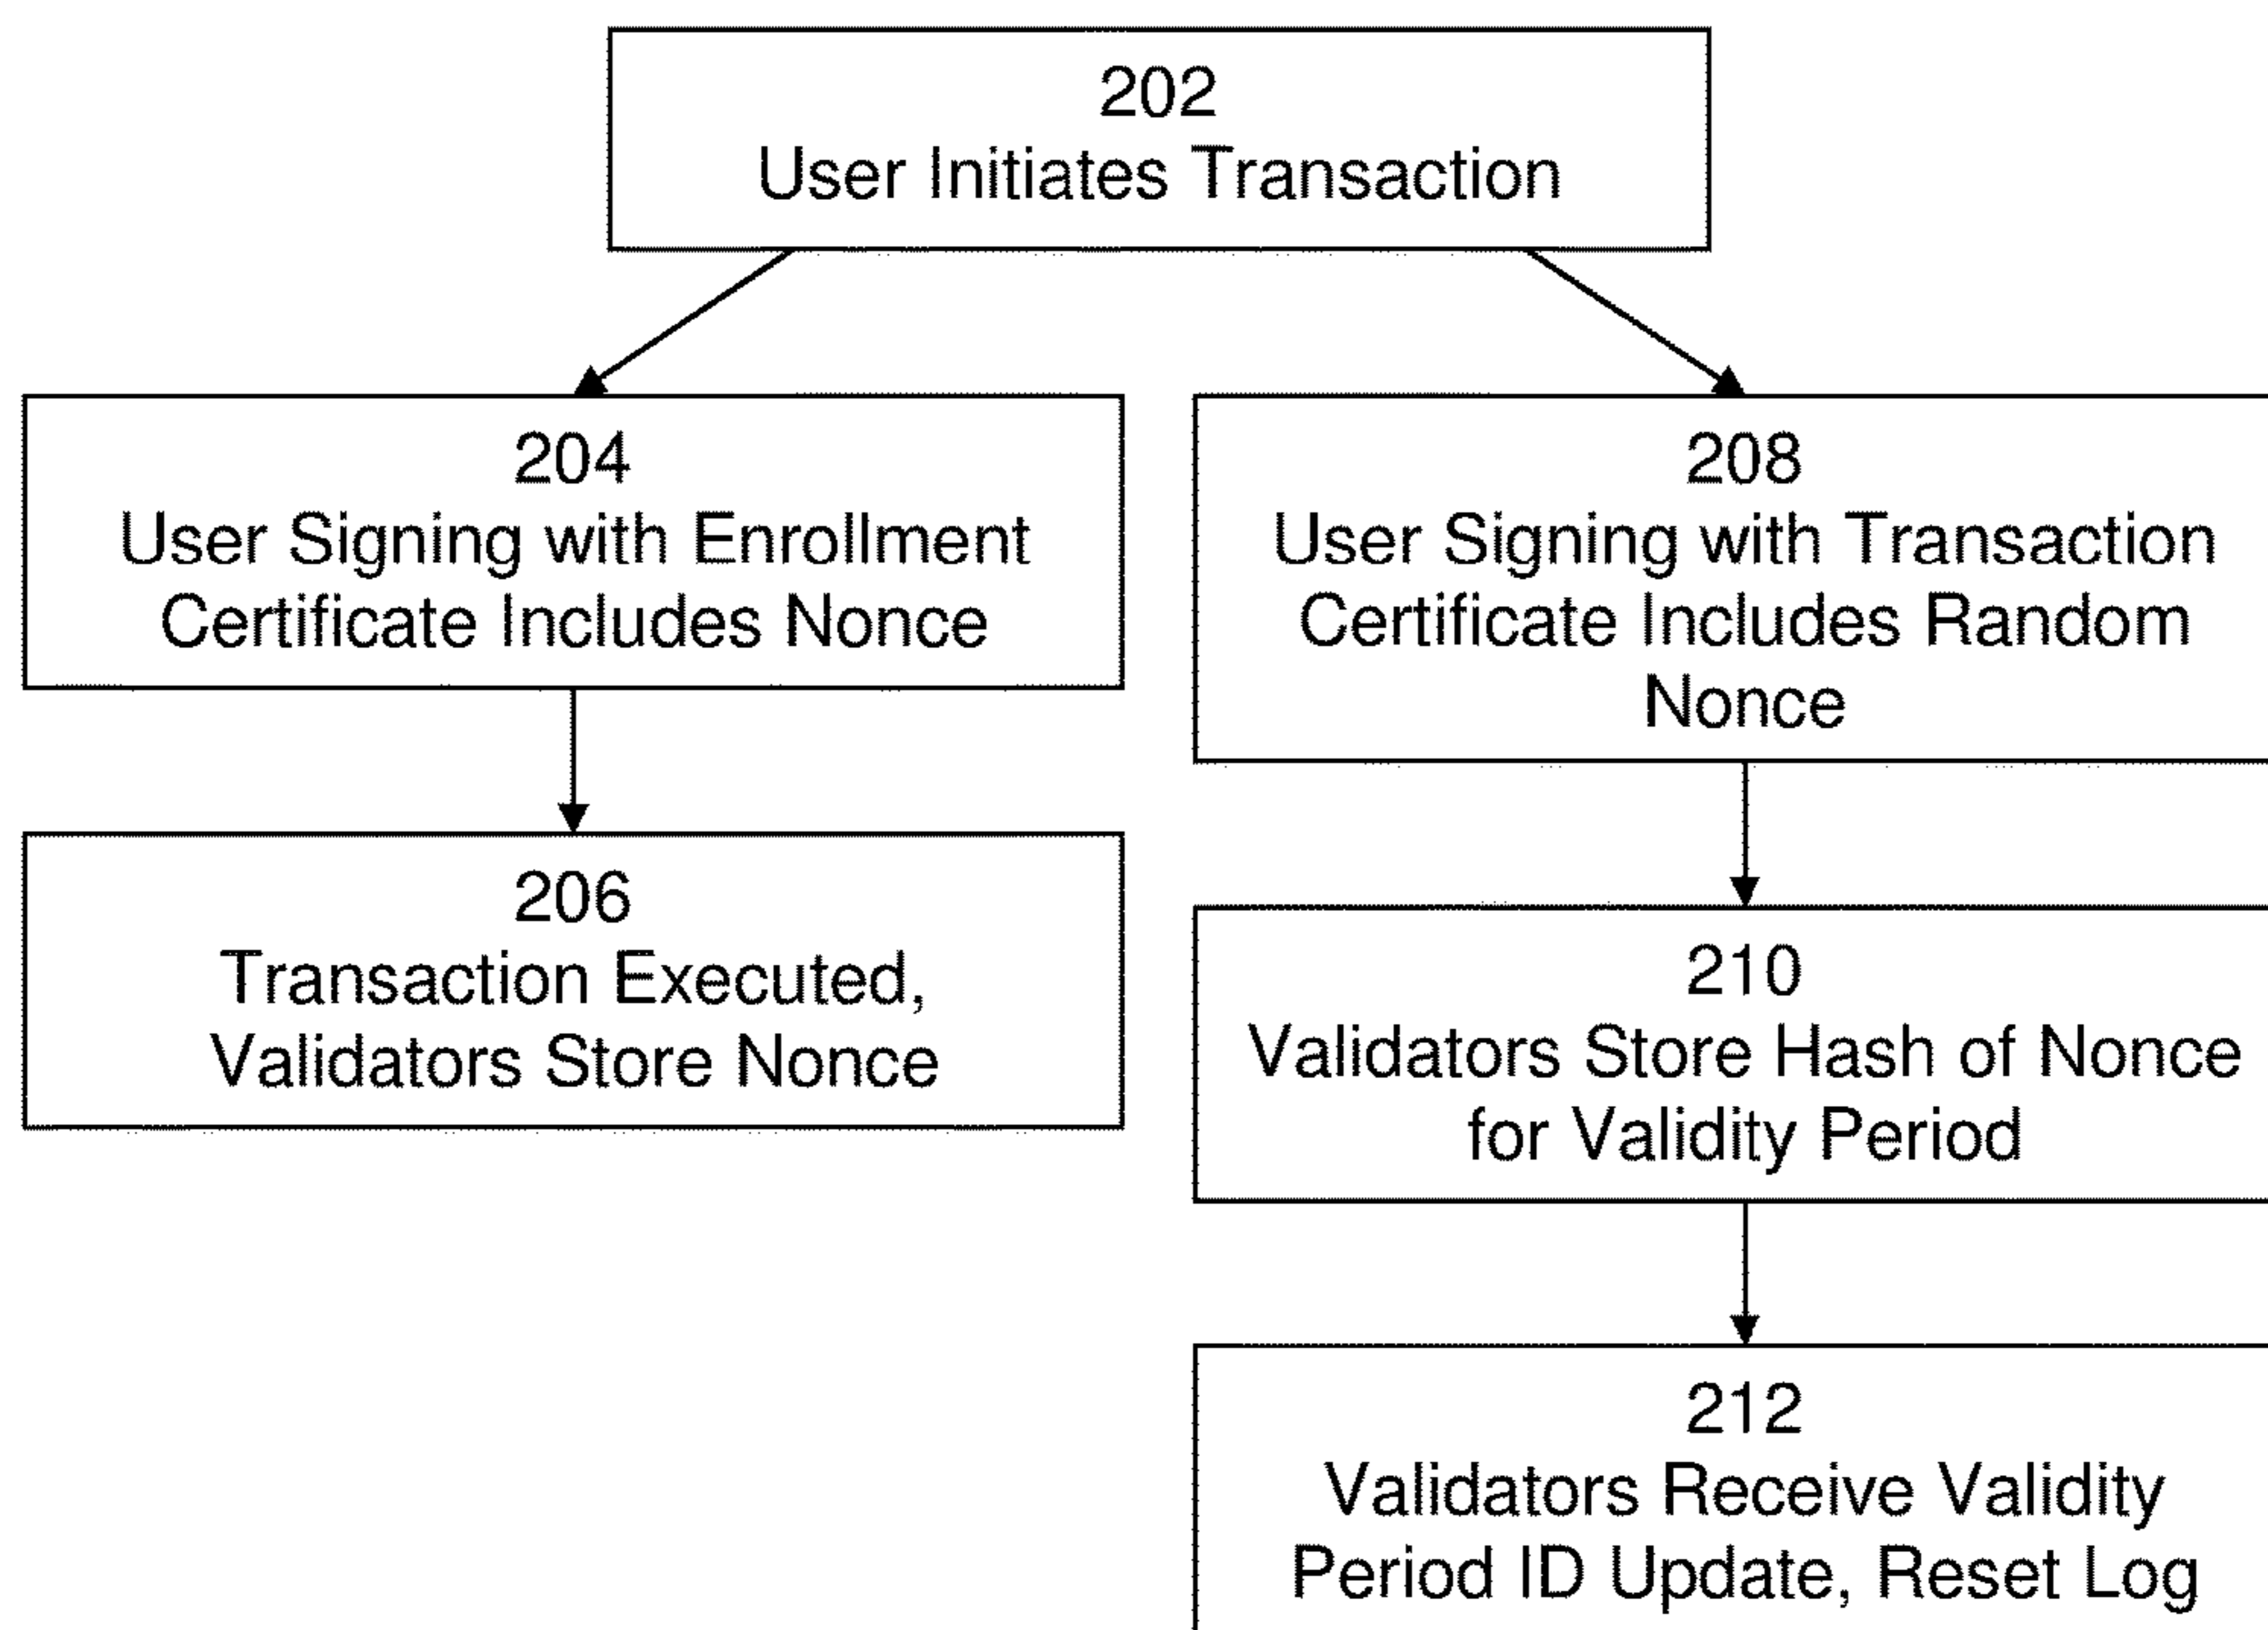 202
User Initiates Transaction
204
User Signing with Enrollment
Certificate Includes Nonce
206
Transaction Executed,
Validators Store Nonce
208
User Signing with Transaction
Certificate Includes Random
Nonce
210
Validators Store Hash of Nonce
for Validity Period
212
Validators Receive Validity
Period ID Update, Reset Log